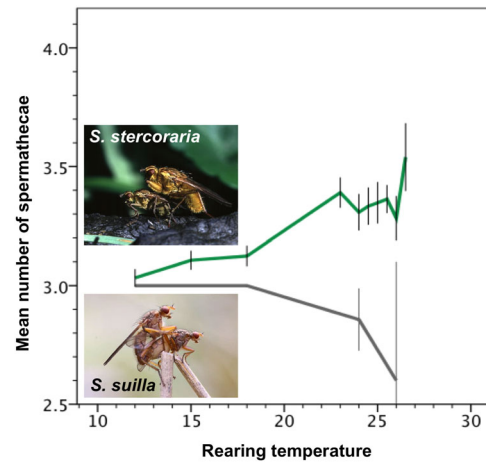 4.0
3.5
3.0
2.5
Mean number of spermathecae
S. stercoraria
S. suilla
10 15 20 25 30
Rearing temperature